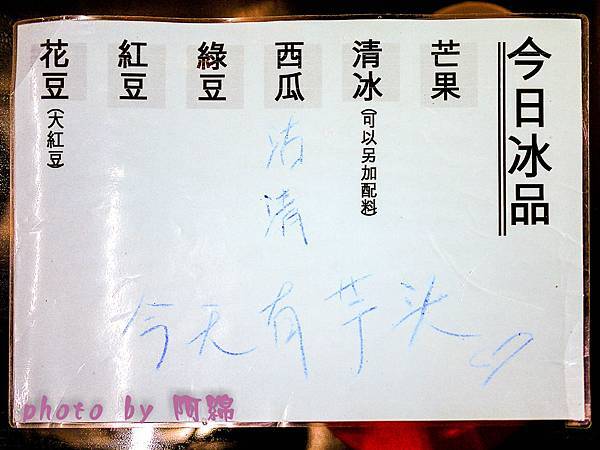 今日冰品
芒果
清冰(可以另加配料)
西瓜
沽清
綠豆
紅豆
花豆(大紅豆)
今天有芋头
photo by 阿綿